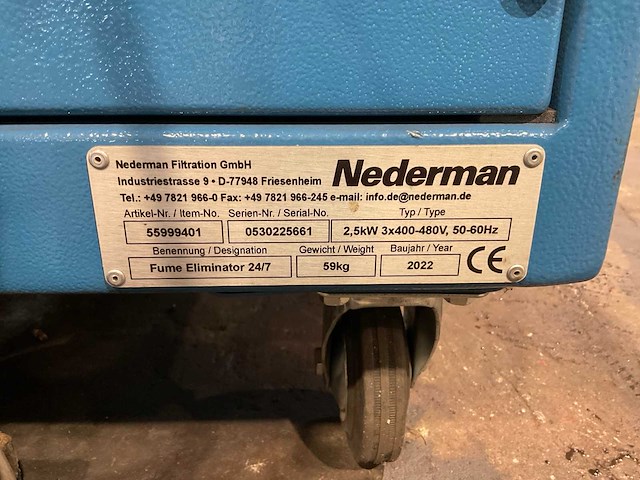 Nederman Filtration GmbH
Nederman
Industriestrasse 9 • D-77948 Friesenheim
Tel.: +49 7821 966-0 Fax: +49 7821 966-245 e-mail: info.de@nederman.de
Artikel-Nr. / Item-No. Serien-Nr. / Serial-No. Typ / Type
55999401 0530225661 2,5kW 3x400-480V, 50-60Hz
Benennung / Designation Gewicht / Weight Baujahr / Year
Fume Eliminator 24/7 59kg 2022 CE